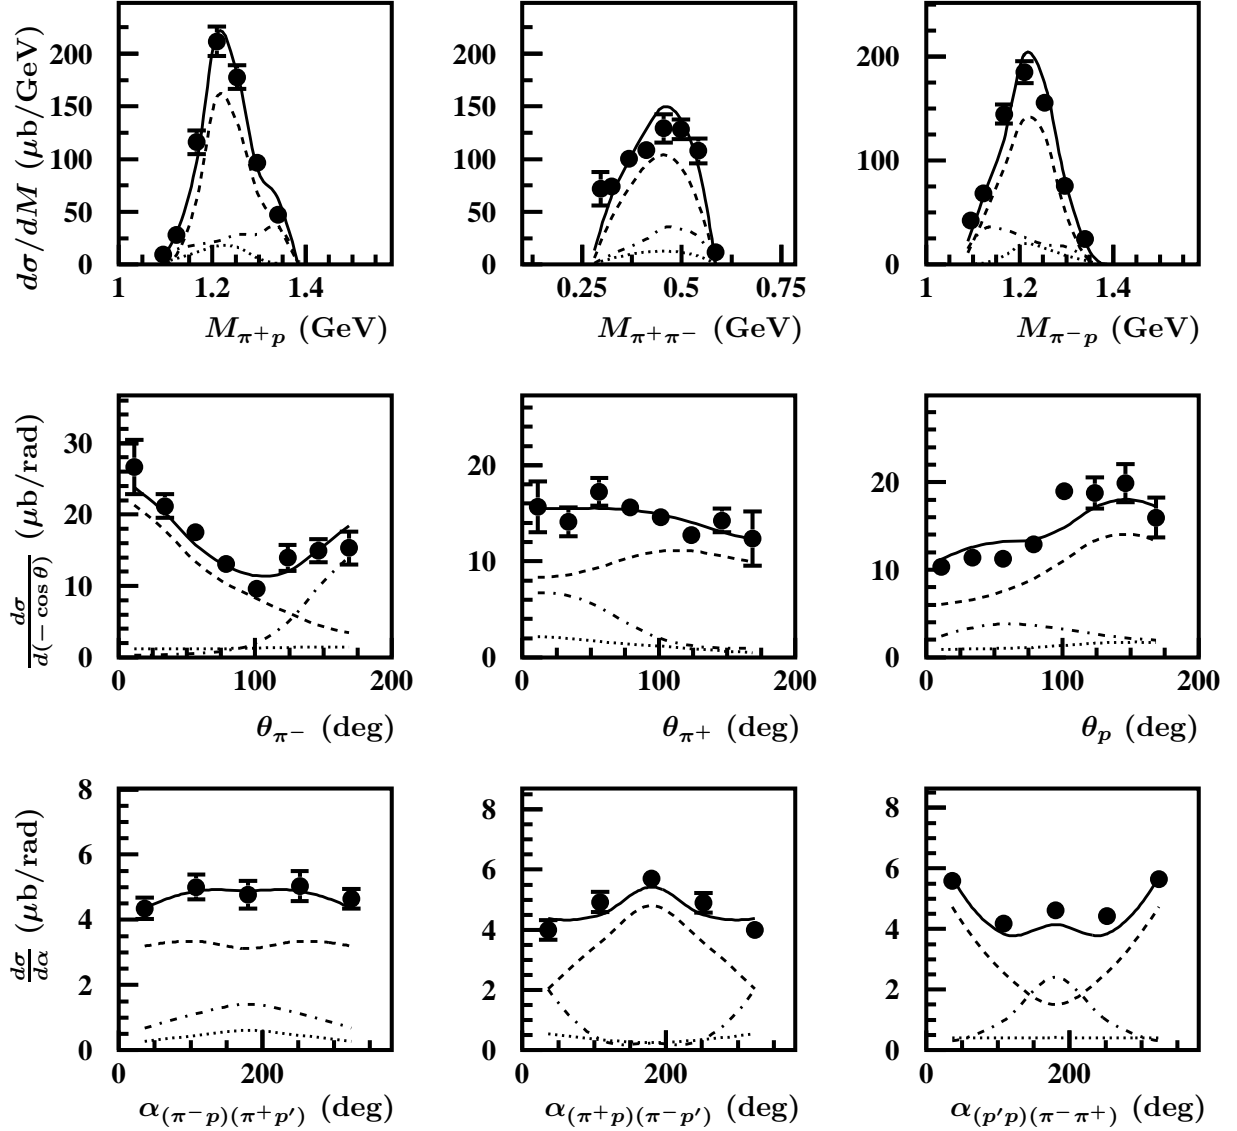 dσ/dM (μb/GeV)
200
150
100
50
0
1 1.2 1.4
M_{π⁺p} (GeV)
200
150
100
50
0
0.25 0.5 0.75
M_{π⁺π⁻} (GeV)
200
100
0
1 1.2 1.4
M_{π⁻p} (GeV)
dσ/d(− cos θ) (μb/rad)
30
20
10
0
0 100 200
θ_{π⁻} (deg)
20
10
0
0 100 200
θ_{π⁺} (deg)
20
10
0
0 100 200
θ_p (deg)
dσ/dα (μb/rad)
8
6
4
2
0
0 200
α_{(π⁻p)(π⁺p′)} (deg)
8
6
4
2
0
0 200
α_{(π⁺p)(π⁻p′)} (deg)
8
6
4
2
0
0 200
α_{(p′p)(π⁻π⁺)} (deg)